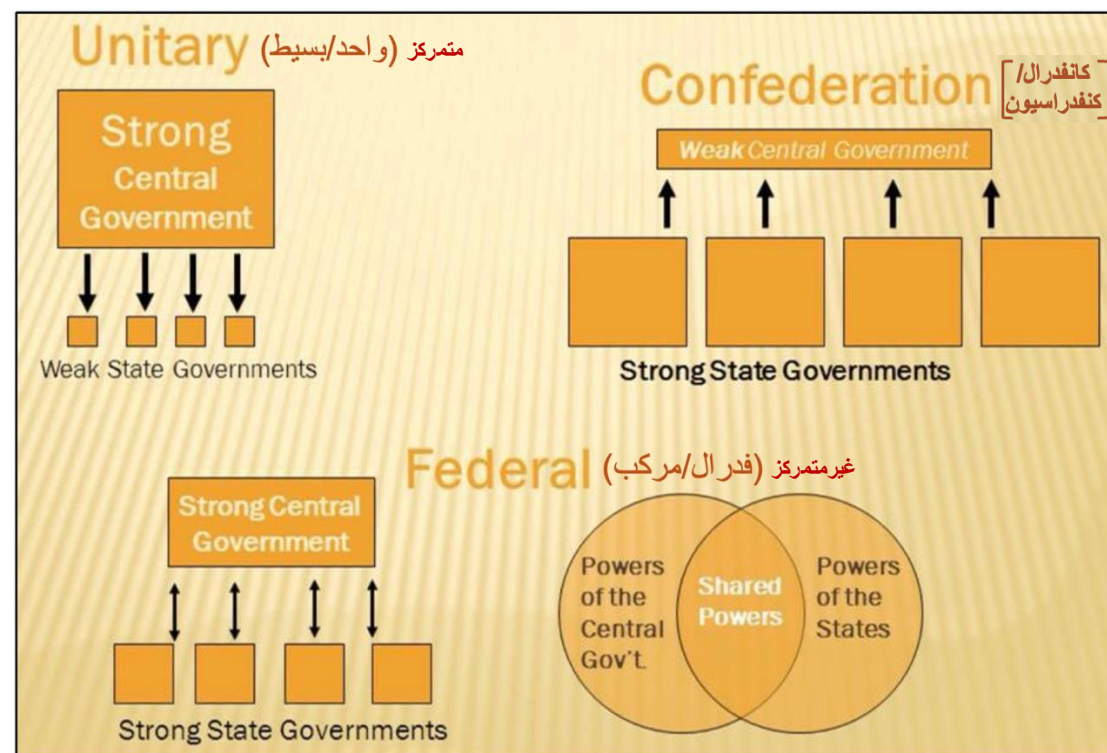 Unitary (واحد/بسیط) متمرکز
Strong
Central
Government
Weak State Governments
Confederation [کانفدرال/
کنفدراسیون]
Weak Central Government
Strong State Governments
Federal (فدرال/مرکب) غیرمتمرکز
Strong Central
Government
Strong State Governments
Powers
of the
Central
Gov't.
Shared
Powers
Powers
of the
States